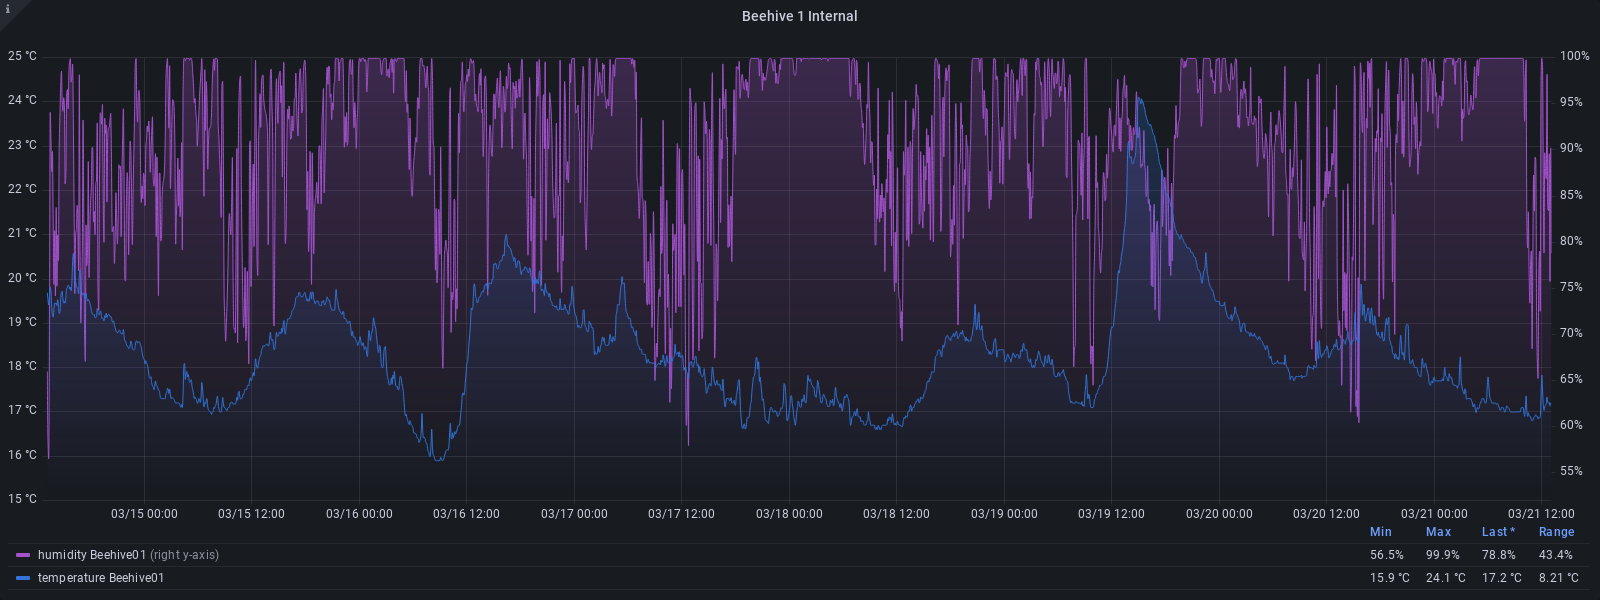 i
Beehive 1 Internal
25 °C 100%
24 °C 95%
23 °C 90%
22 °C 85%
21 °C 80%
20 °C 75%
19 °C 70%
18 °C 65%
17 °C 60%
16 °C 55%
15 °C
03/15 00:00 03/15 12:00 03/16 00:00 03/16 12:00 03/17 00:00 03/17 12:00 03/18 00:00 03/18 12:00 03/19 00:00 03/19 12:00 03/20 00:00 03/20 12:00 03/21 00:00 03/21 12:00
Min Max Last * Range
humidity Beehive01 (right y-axis) 56.5% 99.9% 78.8% 43.4%
temperature Beehive01 15.9 °C 24.1 °C 17.2 °C 8.21 °C